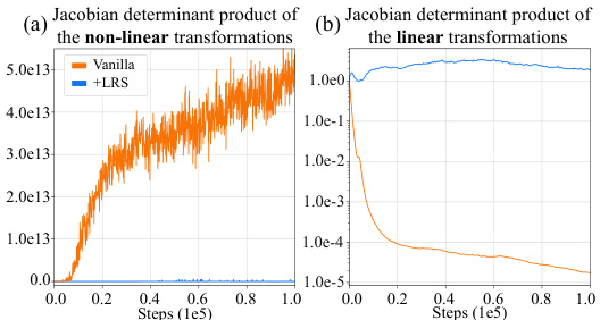 (a) Jacobian determinant product of
the non-linear transformations
5.0e13
4.0e13
3.0e13
2.0e13
1.0e13
0.0
Vanilla
+LRS
0.0 0.2 0.4 0.6 0.8 1.0
Steps (1e5)
(b) Jacobian determinant product of
the linear transformations
1.0e0
1.0e-1
1.0e-2
1.0e-3
1.0e-4
1.0e-5
0.0 0.2 0.4 0.6 0.8 1.0
Steps (1e5)